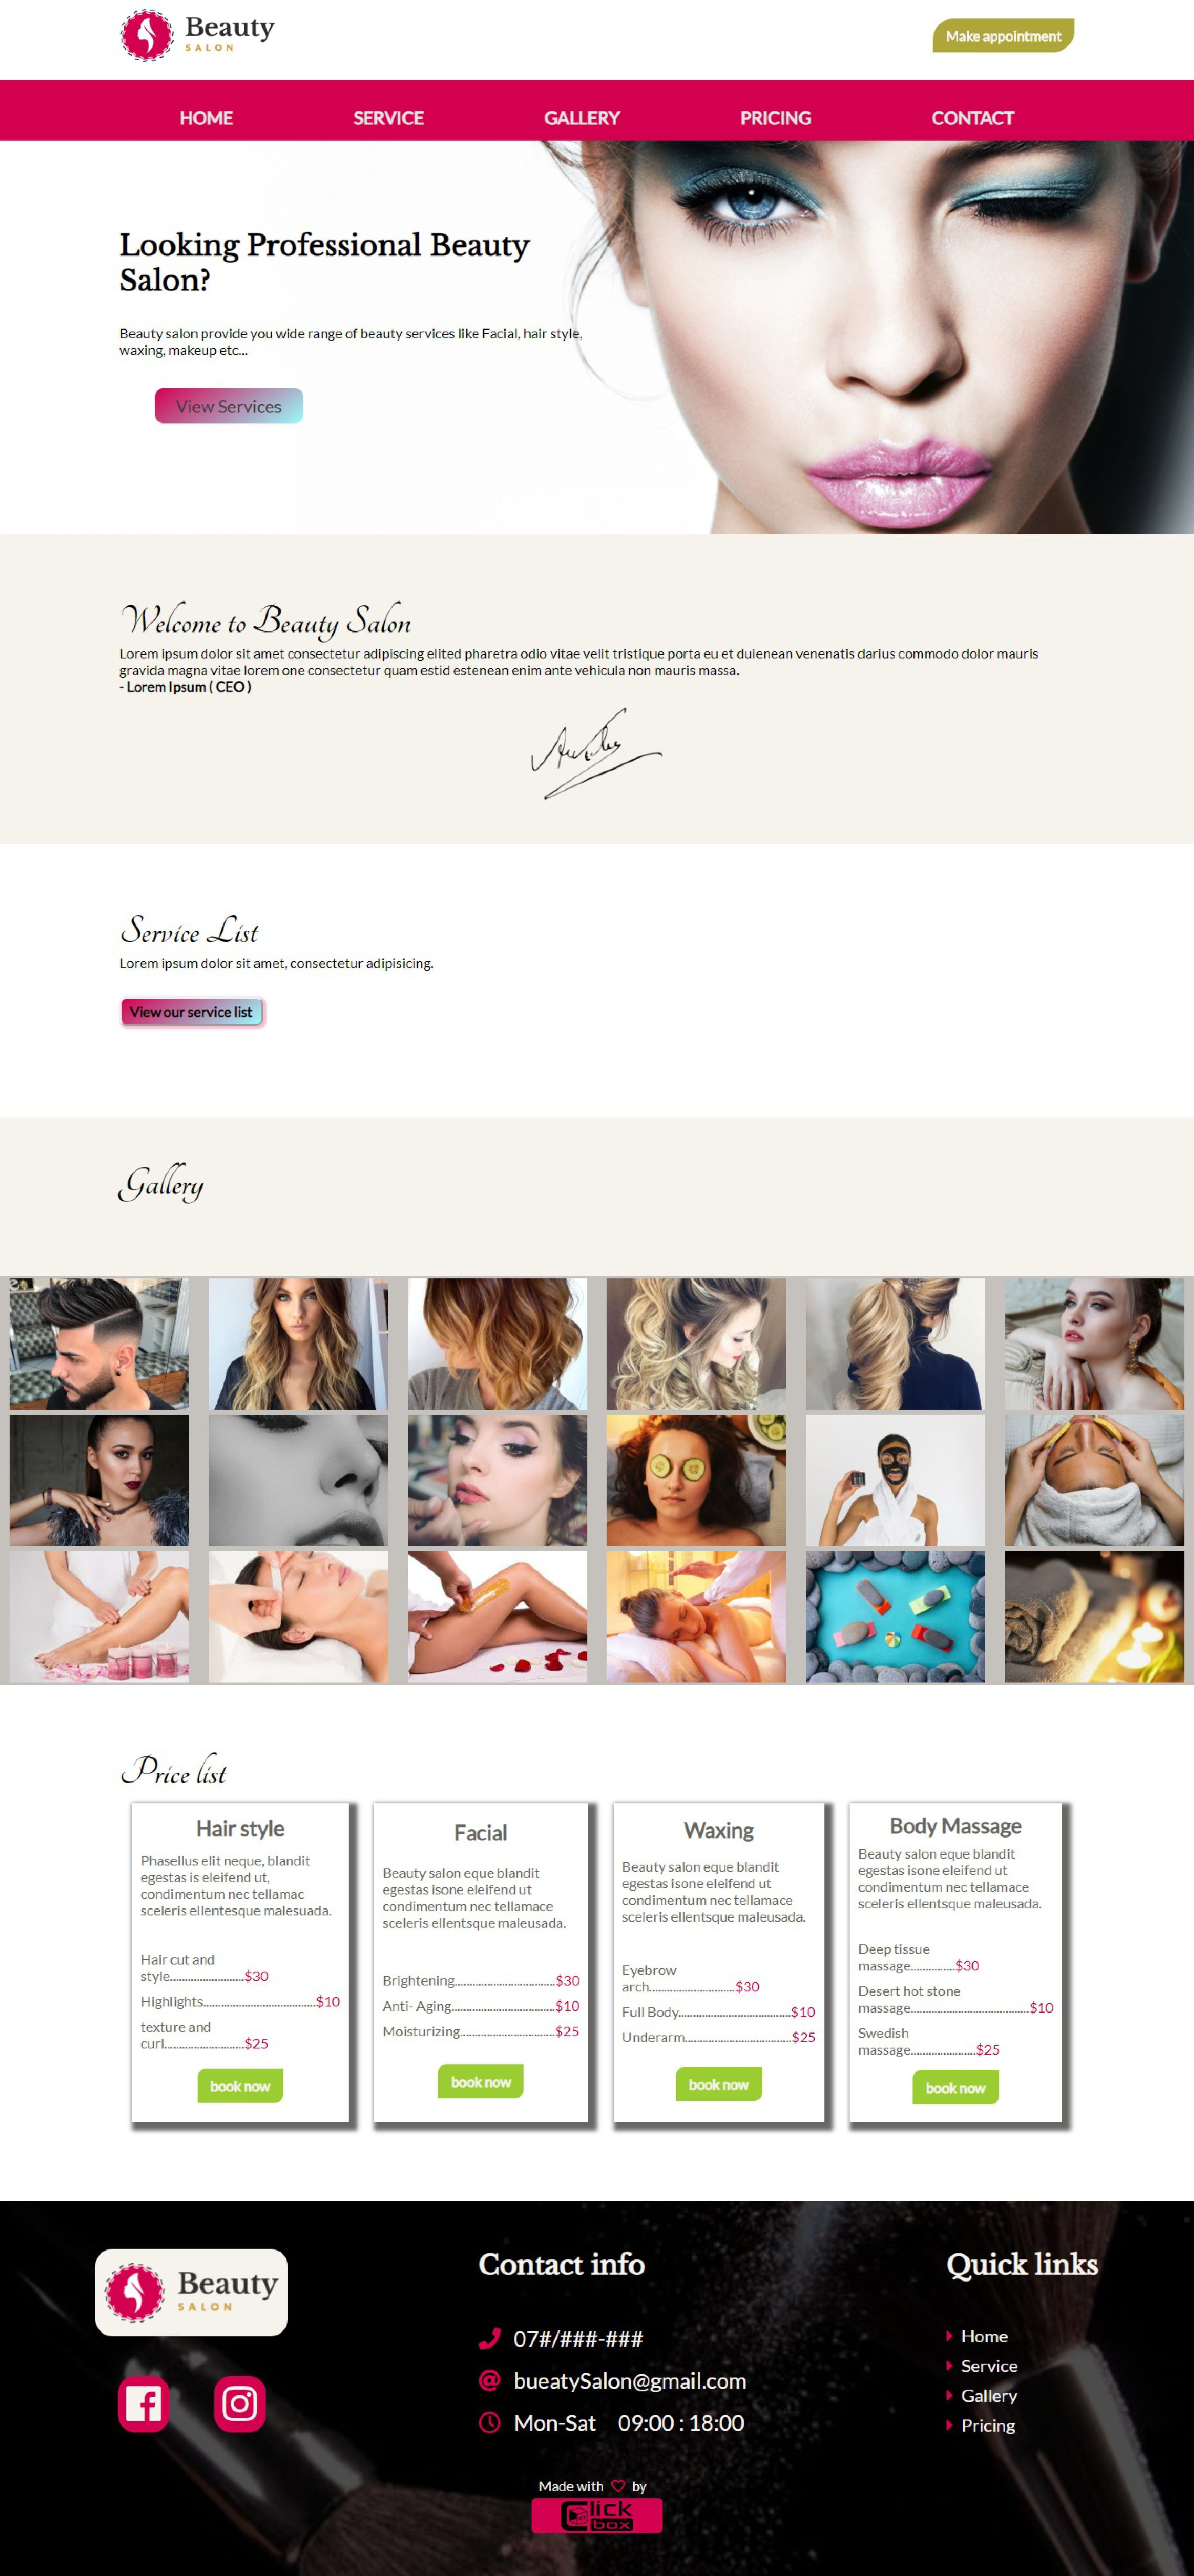 Beauty
SALON
Make appointment
HOME SERVICE GALLERY PRICING CONTACT
Looking Professional Beauty
Salon?
Beauty salon provide you wide range of beauty services like Facial, hair style,
waxing, makeup etc...
View Services
Welcome to Beauty Salon
Lorem ipsum dolor sit amet consectetur adipiscing elited pharetra odio vitae velit tristique porta eu et duienean venenatis darius commodo dolor mauris
gravida magna vitae lorem one consectetur quam estid estenean enim ante vehicula non mauris massa.
- Lorem Ipsum ( CEO )
Service List
Lorem ipsum dolor sit amet, consectetur adipisicing.
View our service list
Gallery
Price list
Hair style
Phasellus elit neque, blandit
egestas is eleifend ut,
condimentum nec tellamac
sceleris ellentesque malesuada.
Hair cut and
style.........................$30
Highlights......................................$10
texture and
curl...........................$25
book now
Facial
Beauty salon eque blandit
egestas isone eleifend ut
condimentum nec tellamace
sceleris ellentsque maleusada.
Brightening..................................$30
Anti- Aging...................................$10
Moisturizing................................$25
book now
Waxing
Beauty salon eque blandit
egestas isone eleifend ut
condimentum nec tellamace
sceleris ellentsque maleusada.
Eyebrow
arch.............................$30
Full Body......................................$10
Underarm....................................$25
book now
Body Massage
Beauty salon eque blandit
egestas isone eleifend ut
condimentum nec tellamace
sceleris ellentsque maleusada.
Deep tissue
massage...............$30
Desert hot stone
massage........................................$10
Swedish
massage......................$25
book now
Beauty
SALON
Contact info
07#/###-###
bueatySalon@gmail.com
Mon-Sat 09:00 : 18:00
Quick links
Home
Service
Gallery
Pricing
Made with by
Click
box